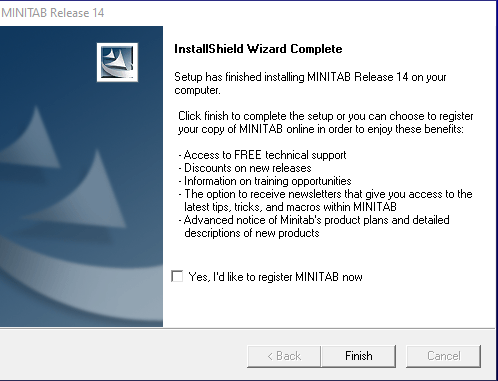 MINITAB Release 14
InstallShield Wizard Complete
Setup has finished installing MINITAB Release 14 on your
computer.
Click finish to complete the setup or you can choose to register
your copy of MINITAB online in order to enjoy these benefits:
- Access to FREE technical support
- Discounts on new releases
- Information on training opportunities
- The option to receive newsletters that give you access to the
latest tips, tricks, and macros within MINITAB
- Advanced notice of Minitab's product plans and detailed
descriptions of new products
Yes, I'd like to register MINITAB now
< Back
Finish
Cancel